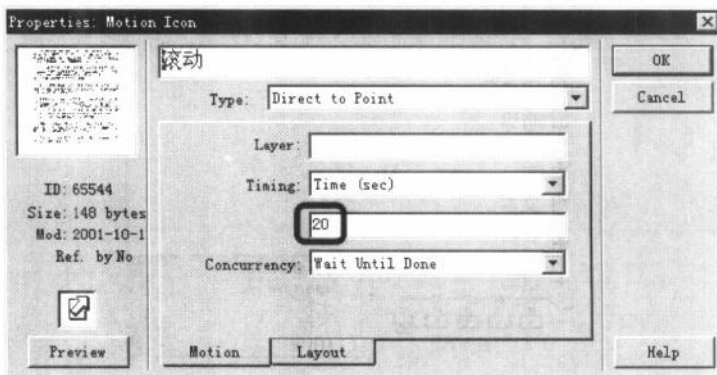 Properties: Motion Icon
滚动
OK
Type: Direct to Point
Cancel
Layer:
ID: 65544
Timing: Time (sec)
Size: 148 bytes
20
Mod: 2001-10-1
Ref. by No
Concurrency: Wait Until Done
Preview
Motion
Layout
Help